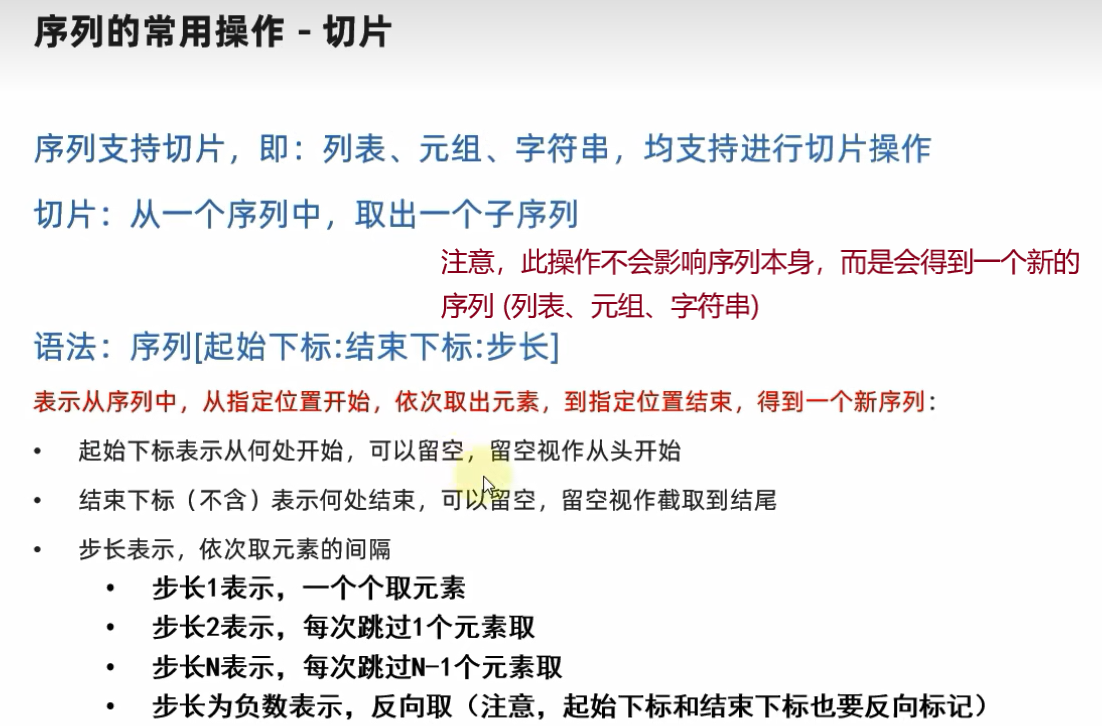 序列的常用操作 - 切片
序列支持切片，即：列表、元组、字符串，均支持进行切片操作
切片：从一个序列中，取出一个子序列
注意，此操作不会影响序列本身，而是会得到一个新的
序列 (列表、元组、字符串)
语法：序列[起始下标:结束下标:步长]
表示从序列中，从指定位置开始，依次取出元素，到指定位置结束，得到一个新序列：
• 起始下标表示从何处开始，可以留空，留空视作从头开始
• 结束下标（不含）表示何处结束，可以留空，留空视作截取到结尾
• 步长表示，依次取元素的间隔
• 步长1表示，一个个取元素
• 步长2表示，每次跳过1个元素取
• 步长N表示，每次跳过N-1个元素取
• 步长为负数表示，反向取（注意，起始下标和结束下标也要反向标记）